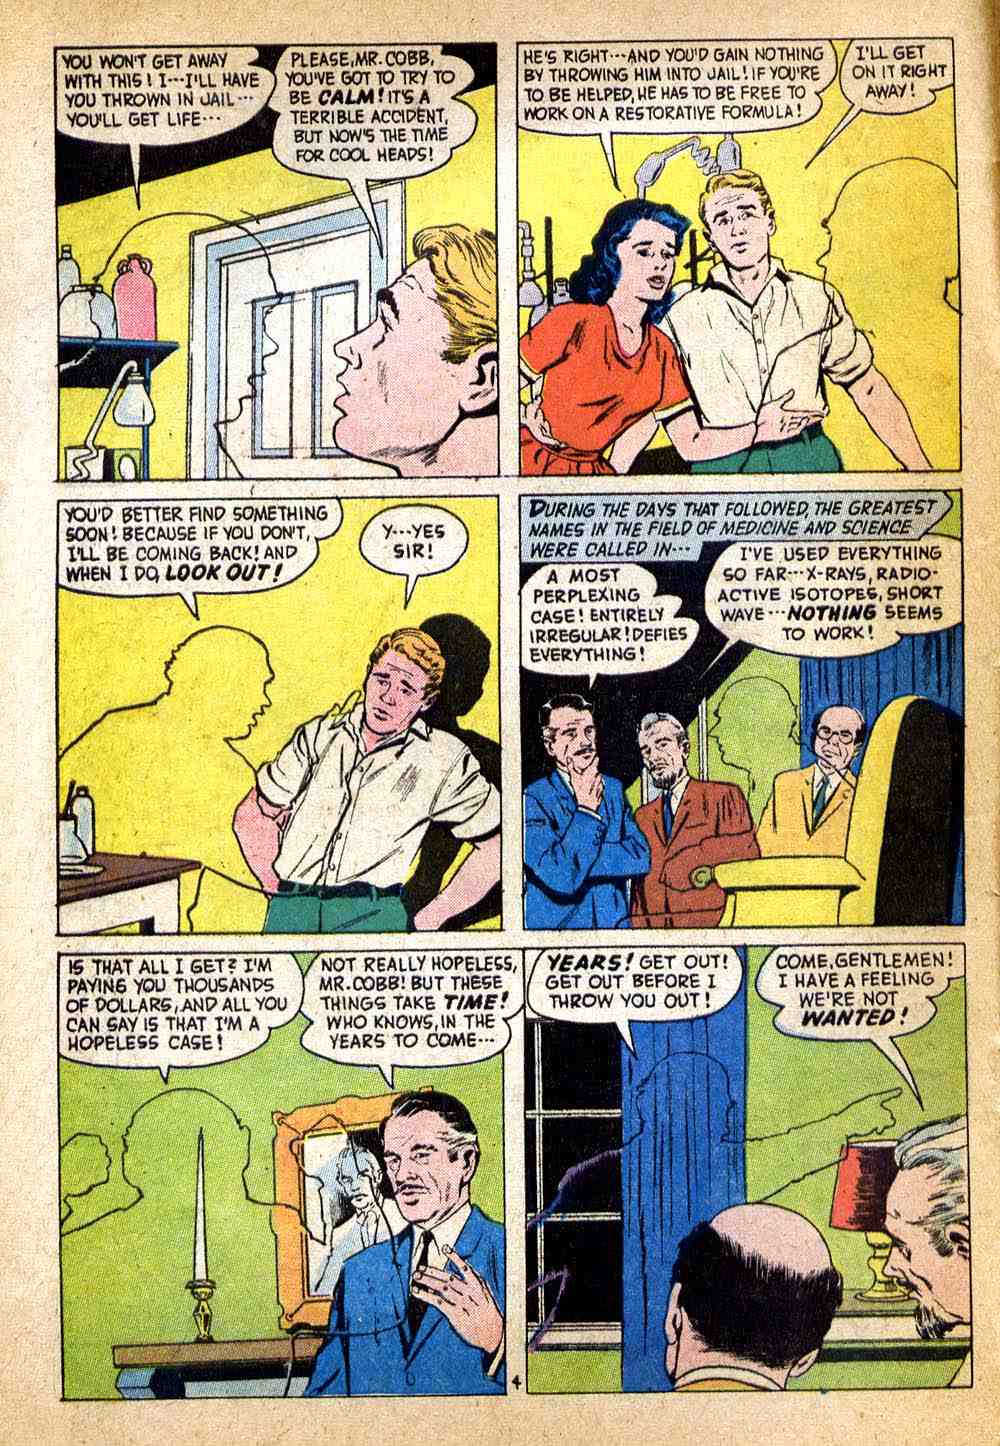 YOU WON'T GET AWAY
WITH THIS! I---I'LL HAVE
YOU THROWN IN JAIL---
YOU'LL GET LIFE---
PLEASE, MR. COBB,
YOU'VE GOT TO TRY TO
BE CALM! IT'S A
TERRIBLE ACCIDENT,
BUT NOW'S THE TIME
FOR COOL HEADS!
HE'S RIGHT---AND YOU'D GAIN NOTHING
BY THROWING HIM INTO JAIL! IF YOU'RE
TO BE HELPED, HE HAS TO BE FREE TO
WORK ON A RESTORATIVE FORMULA!
I'LL GET
ON IT RIGHT
AWAY!
YOU'D BETTER FIND SOMETHING
SOON! BECAUSE IF YOU DON'T,
I'LL BE COMING BACK! AND
WHEN I DO, LOOK OUT!
Y---YES
SIR!
DURING THE DAYS THAT FOLLOWED, THE GREATEST
NAMES IN THE FIELD OF MEDICINE AND SCIENCE
WERE CALLED IN---
A MOST
PERPLEXING
CASE! ENTIRELY
IRREGULAR! DEFIES
EVERYTHING!
I'VE USED EVERYTHING
SO FAR---X-RAYS, RADIO-
ACTIVE ISOTOPES, SHORT
WAVE---NOTHING SEEMS
TO WORK!
IS THAT ALL I GET? I'M
PAYING YOU THOUSANDS
OF DOLLARS, AND ALL YOU
CAN SAY IS THAT I'M A
HOPELESS CASE!
NOT REALLY HOPELESS,
MR. COBB! BUT THESE
THINGS TAKE TIME!
WHO KNOWS, IN THE
YEARS TO COME---
YEARS! GET OUT!
GET OUT BEFORE I
THROW YOU OUT!
COME, GENTLEMEN!
I HAVE A FEELING
WE'RE NOT
WANTED!
4